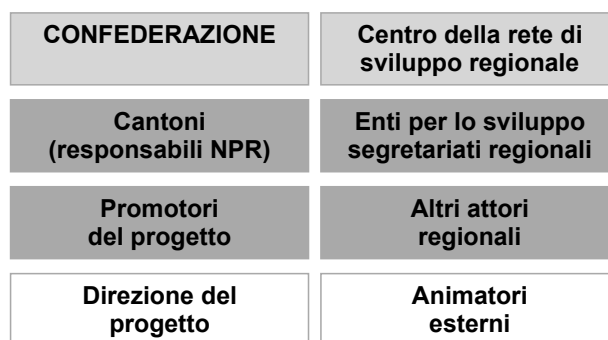 CONFEDERAZIONE
Centro della rete di
sviluppo regionale
Cantoni
(responsabili NPR)
Enti per lo sviluppo
segretariati regionali
Promotori
del progetto
Altri attori
regionali
Direzione del
progetto
Animatori
esterni